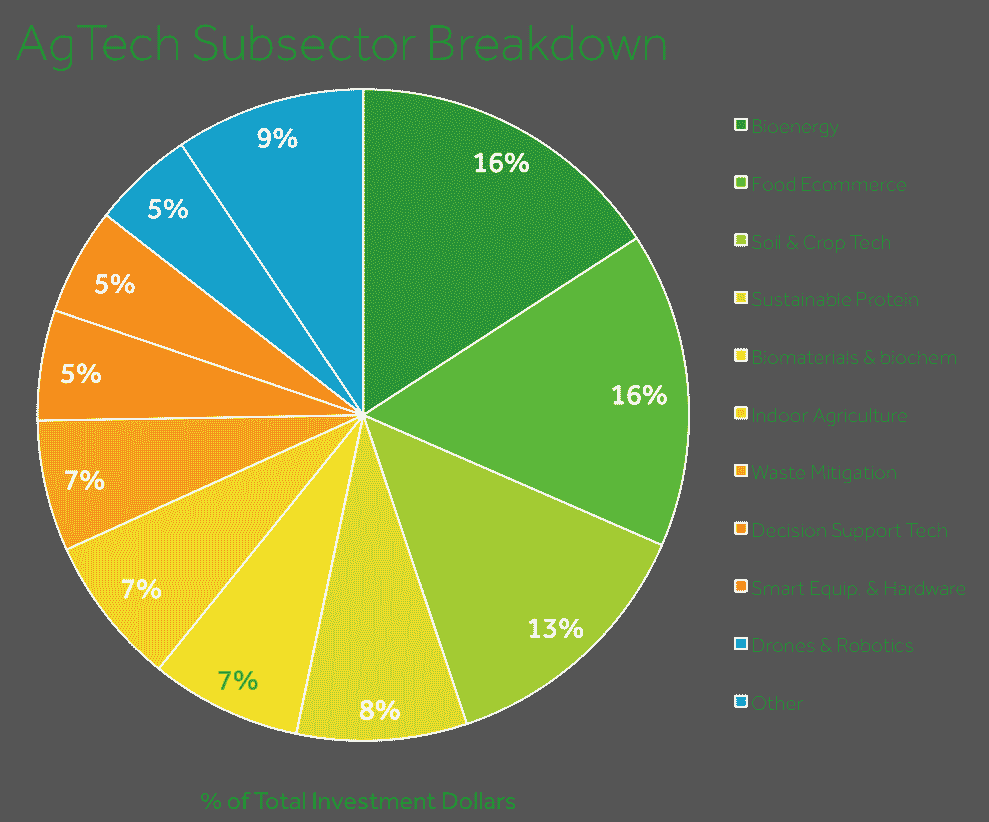 AgTech Subsector Breakdown
9%
16%
5%
5%
5%
16%
7%
7%
13%
7%
8%
Bioenergy
Food Ecommerce
Soil & Crop Tech
Sustainable Protein
Biomaterials & biochem
Indoor Agriculture
Waste Mitigation
Decision Support Tech
Smart Equip & Hardware
Drones & Robotics
Other
% of Total Investment Dollars